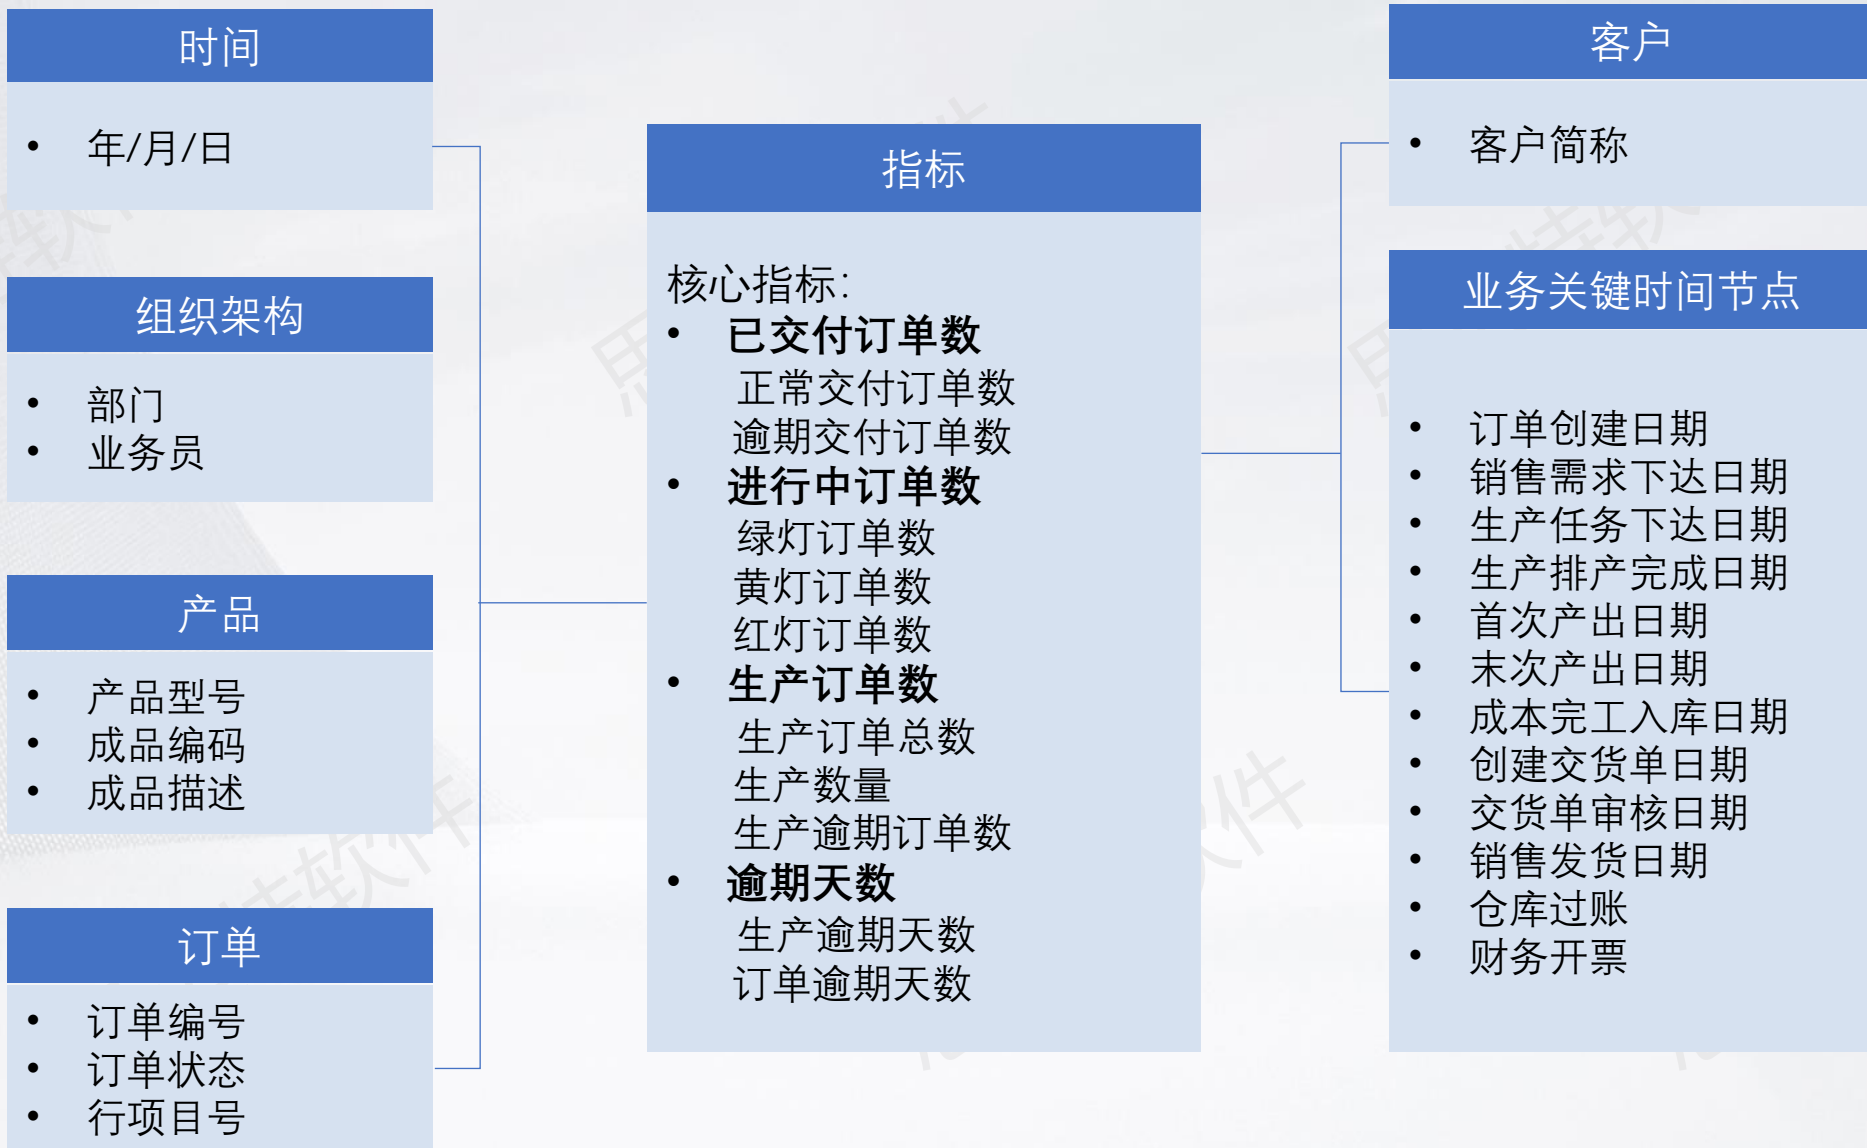 时间
• 年/月/日
组织架构
• 部门
• 业务员
产品
• 产品型号
• 成品编码
• 成品描述
订单
• 订单编号
• 订单状态
• 行项目号
指标
核心指标：
• 已交付订单数
正常交付订单数
逾期交付订单数
• 进行中订单数
绿灯订单数
黄灯订单数
红灯订单数
• 生产订单数
生产订单总数
生产数量
生产逾期订单数
• 逾期天数
生产逾期天数
订单逾期天数
客户
• 客户简称
业务关键时间节点
• 订单创建日期
• 销售需求下达日期
• 生产任务下达日期
• 生产排产完成日期
• 首次产出日期
• 末次产出日期
• 成本完工入库日期
• 创建交货单日期
• 交货单审核日期
• 销售发货日期
• 仓库过账
• 财务开票